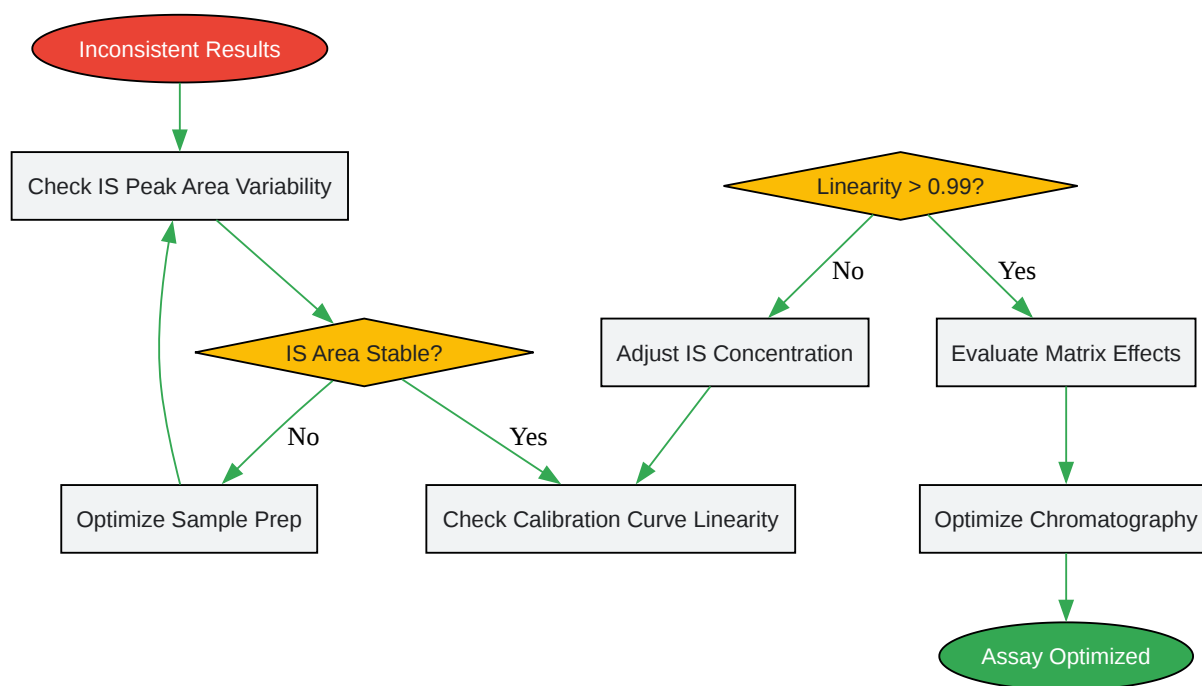 Inconsistent Results
Check IS Peak Area Variability
Linearity > 0.99?
No
Yes
IS Area Stable?
Adjust IS Concentration
Evaluate Matrix Effects
No
Yes
Optimize Sample Prep
Check Calibration Curve Linearity
Optimize Chromatography
Assay Optimized